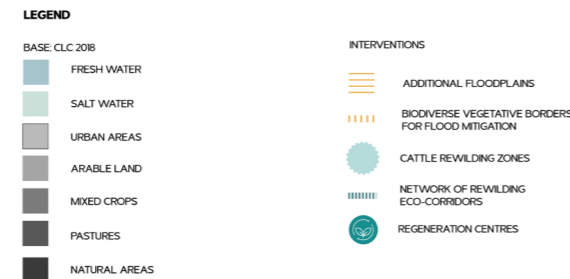 LEGEND
BASE: CLC 2018
FRESH WATER
SALT WATER
URBAN AREAS
ARABLE LAND
MIXED CROPS
PASTURES
NATURAL AREAS
INTERVENTIONS
ADDITIONAL FLOODPLAINS
BIODIVERSE VEGETATIVE BORDERS
FOR FLOOD MITIGATION
CATTLE REWILDING ZONES
NETWORK OF REWILDING
ECO-CORRIDORS
REGENERATION CENTRES